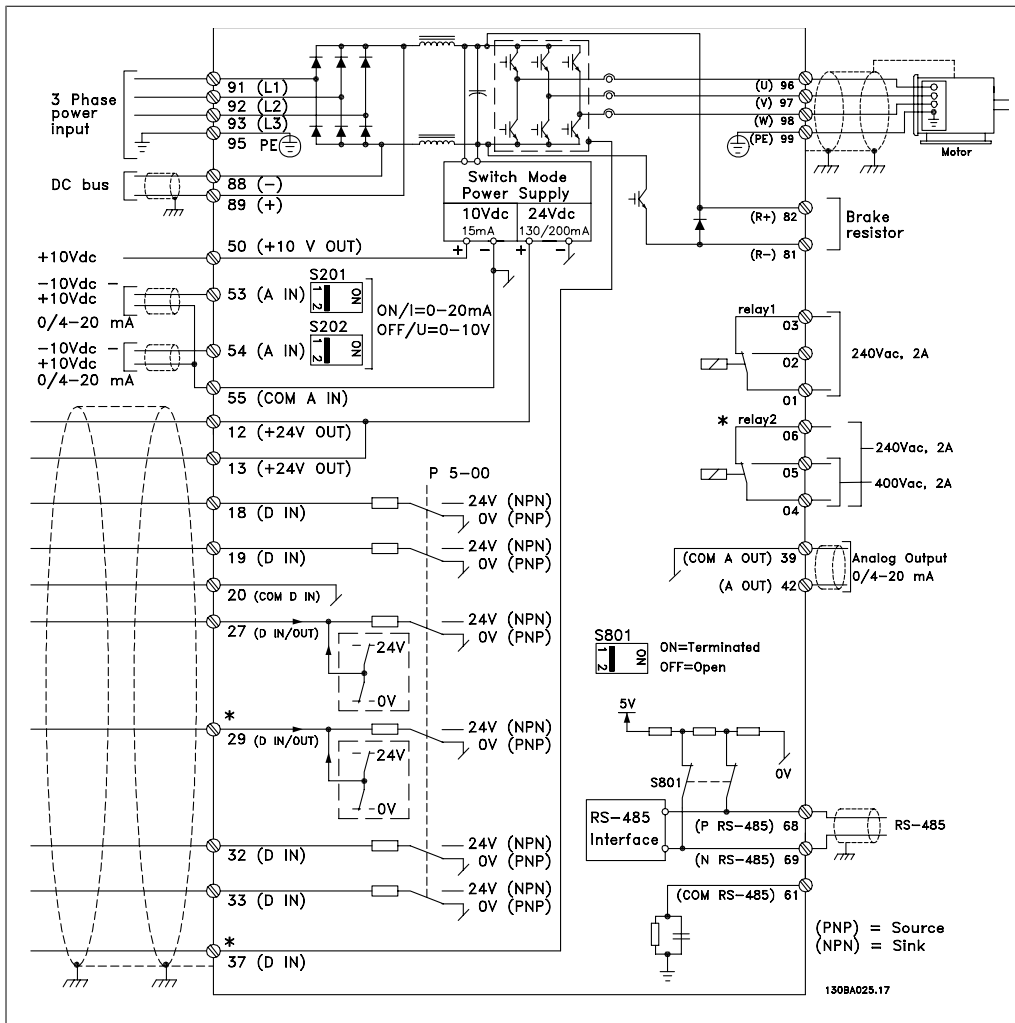 3 Phase
power
input
91 (L1)
92 (L2)
93 (L3)
95 PE
DC bus
88 (-)
89 (+)
Switch Mode
Power Supply
10Vdc
15mA
24Vdc
130/200mA
+ - + -
(U) 96
(V) 97
(W) 98
(PE) 99
Motor
(R+) 82
(R-) 81
Brake
resistor
+10Vdc
50 (+10 V OUT)
-10Vdc -
+10Vdc
0/4-20 mA
53 (A IN)
S201
1
2
ON
ON/I=0-20mA
OFF/U=0-10V
S202
1
2
ON
-10Vdc -
+10Vdc
0/4-20 mA
54 (A IN)
55 (COM A IN)
12 (+24V OUT)
13 (+24V OUT)
relay1
03
02
01
240Vac, 2A
* relay2
06
05
04
240Vac, 2A
400Vac, 2A
P 5-00
18 (D IN)
24V (NPN)
0V (PNP)
19 (D IN)
24V (NPN)
0V (PNP)
20 (COM D IN)
27 (D IN/OUT)
24V (NPN)
0V (PNP)
24V
0V
*
29 (D IN/OUT)
24V (NPN)
0V (PNP)
24V
0V
32 (D IN)
24V (NPN)
0V (PNP)
33 (D IN)
24V (NPN)
0V (PNP)
*
37 (D IN)
(COM A OUT) 39
(A OUT) 42
Analog Output
0/4-20 mA
S801
1
2
ON
ON=Terminated
OFF=Open
5V
0V
S801
RS-485
Interface
(P RS-485) 68
(N RS-485) 69
RS-485
(COM RS-485) 61
(PNP) = Source
(NPN) = Sink
130BA025.17